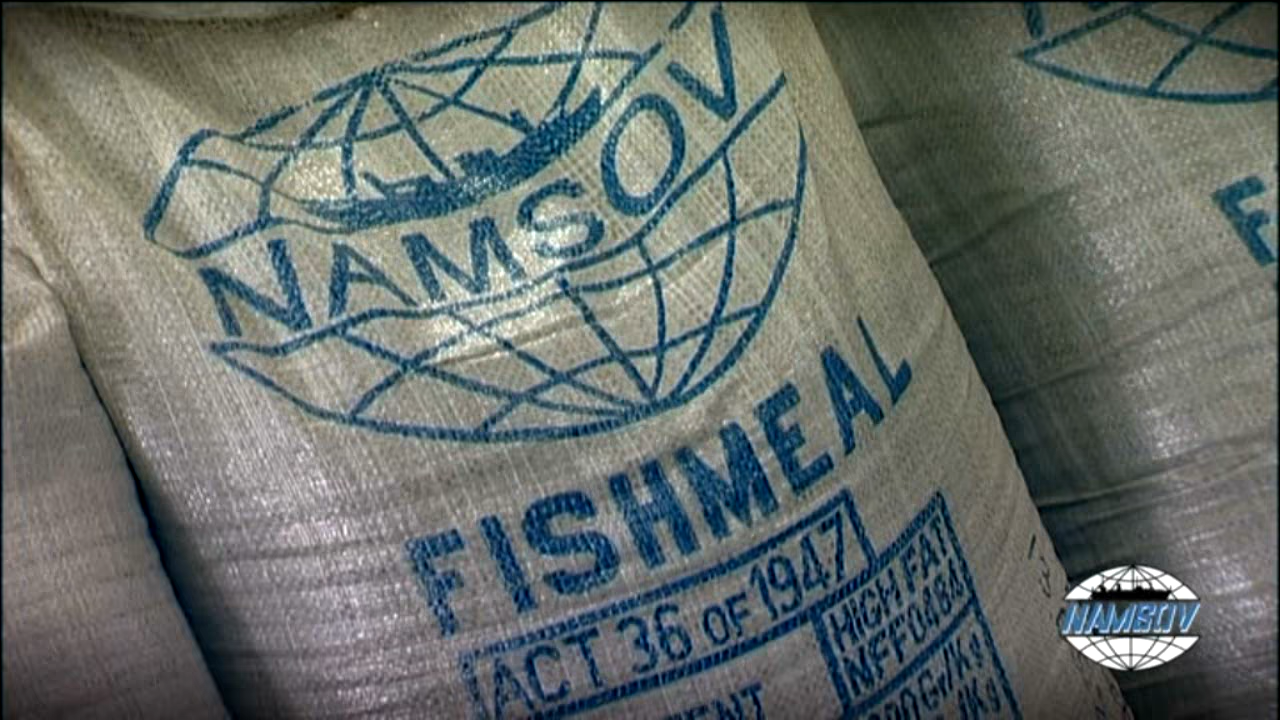 NAMSOV
FISHMEAL
ACT 36 OF 1947
HIGH FAT
NAMSOV